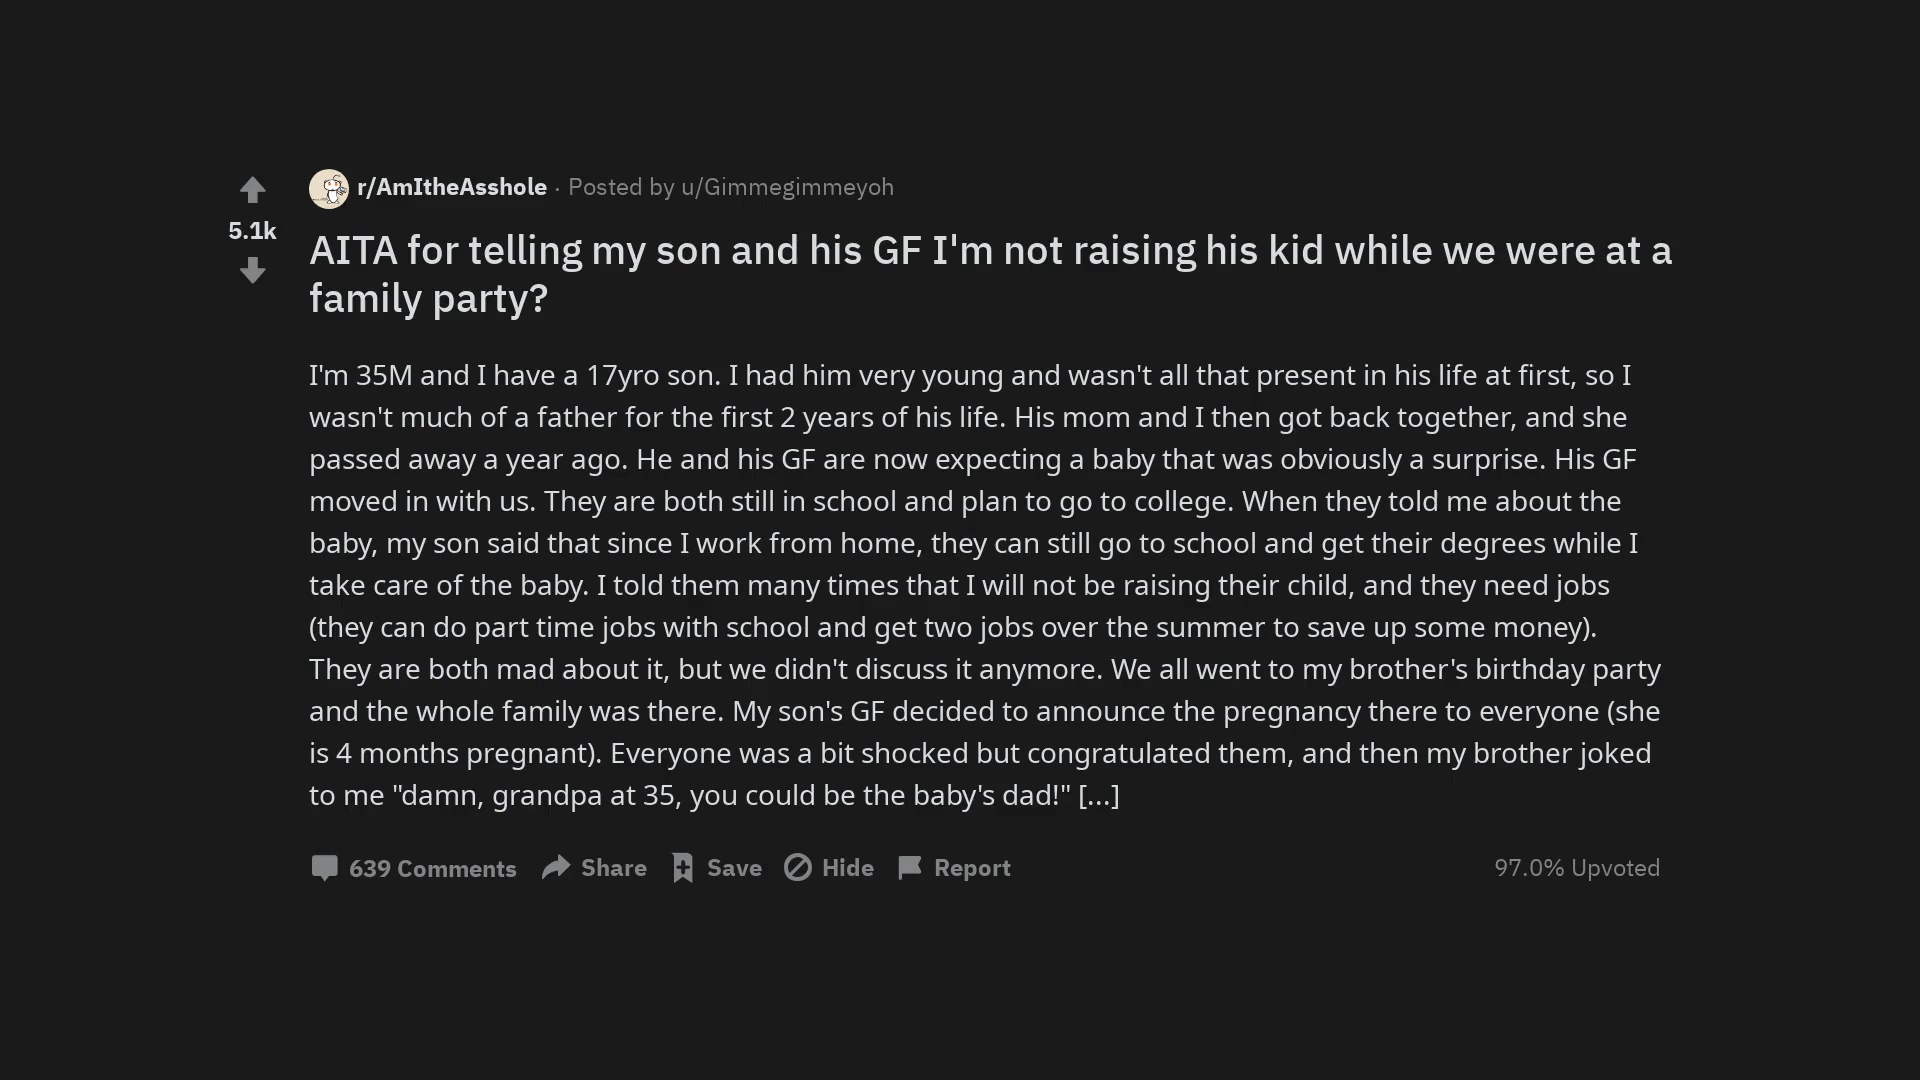 r/AmItheAsshole · Posted by u/Gimmegimmeyoh
5.1k
AITA for telling my son and his GF I'm not raising his kid while we were at a
family party?
I'm 35M and I have a 17yro son. I had him very young and wasn't all that present in his life at first, so I
wasn't much of a father for the first 2 years of his life. His mom and I then got back together, and she
passed away a year ago. He and his GF are now expecting a baby that was obviously a surprise. His GF
moved in with us. They are both still in school and plan to go to college. When they told me about the
baby, my son said that since I work from home, they can still go to school and get their degrees while I
take care of the baby. I told them many times that I will not be raising their child, and they need jobs
(they can do part time jobs with school and get two jobs over the summer to save up some money).
They are both mad about it, but we didn't discuss it anymore. We all went to my brother's birthday party
and the whole family was there. My son's GF decided to announce the pregnancy there to everyone (she
is 4 months pregnant). Everyone was a bit shocked but congratulated them, and then my brother joked
to me "damn, grandpa at 35, you could be the baby's dad!" [...]
639 Comments Share Save Hide Report 97.0% Upvoted